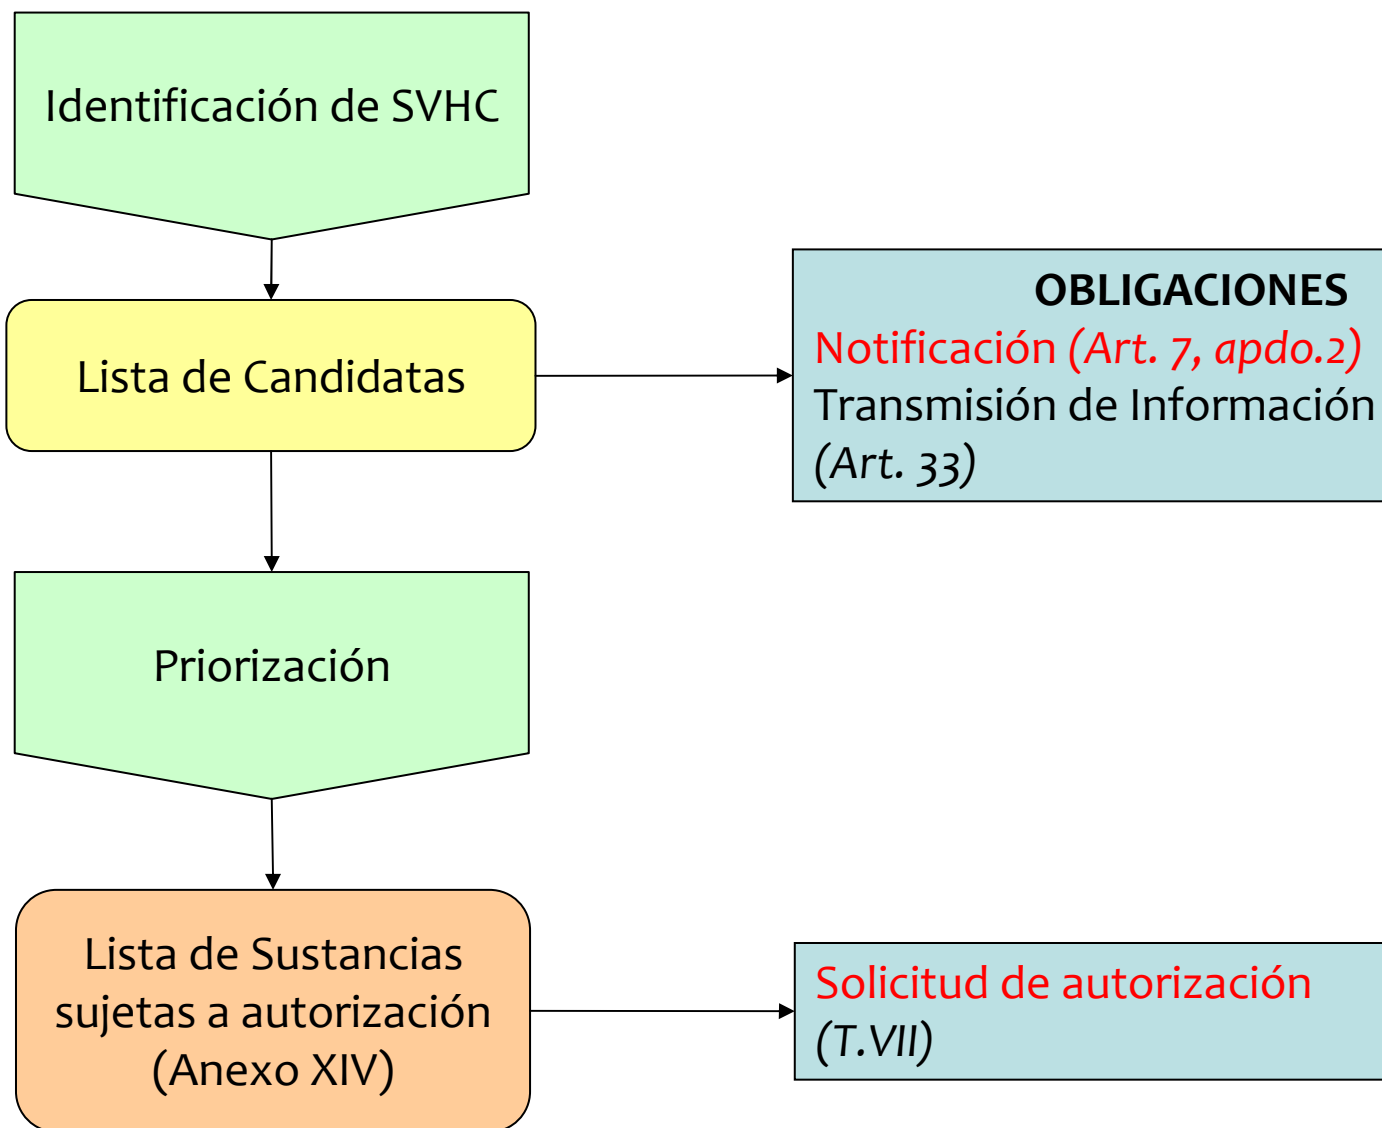 Identificación de SVHC
Lista de Candidatas
OBLIGACIONES
Notificación (Art. 7, apdo.2)
Transmisión de Información
(Art. 33)
Priorización
Lista de Sustancias
sujetas a autorización
(Anexo XIV)
Solicitud de autorización
(T.VII)